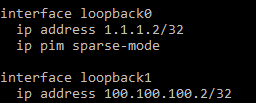 interface loopback0
ip address 1.1.1.2/32
ip pim sparse-mode
interface loopback1
ip address 100.100.100.2/32